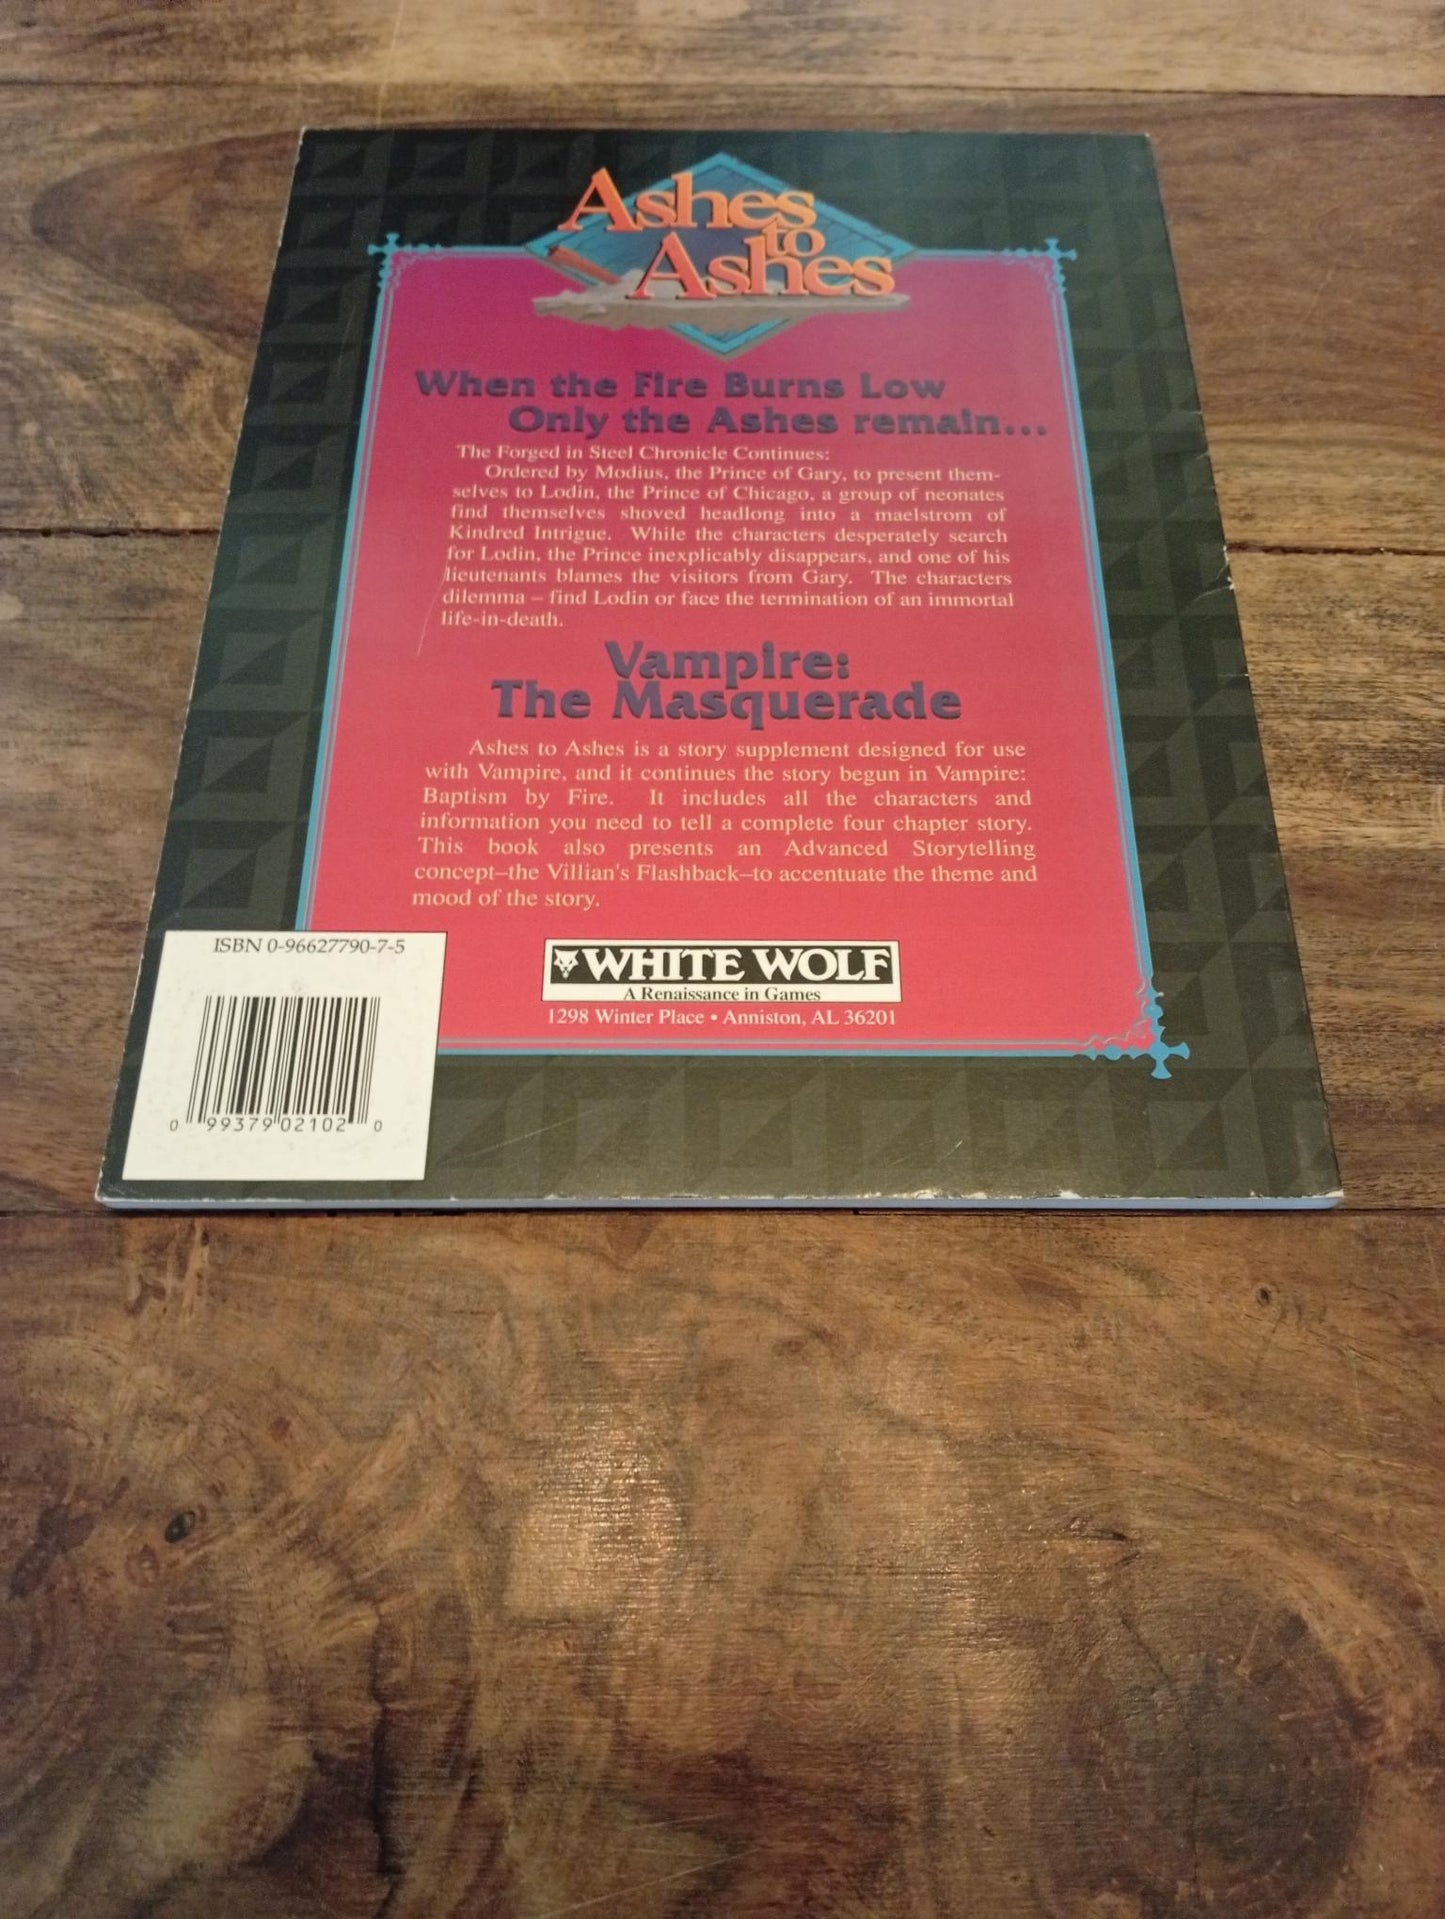 Ashes
to
Ashes
When the Fire Burns Low
Only the Ashes remain...
The Forged in Steel Chronicle Continues:
Ordered by Modius, the Prince of Gary, to present them-
selves to Lodin, the Prince of Chicago, a group of neonates
find themselves shoved headlong into a maelstrom of
Kindred Intrigue. While the characters desperately search
for Lodin, the Prince inexplicably disappears, and one of his
lieutenants blames the visitors from Gary. The characters
dilemma – find Lodin or face the termination of an immortal
life-in-death.
Vampire:
The Masquerade
Ashes to Ashes is a story supplement designed for use
with Vampire, and it continues the story begun in Vampire:
Baptism by Fire. It includes all the characters and
information you need to tell a complete four chapter story.
This book also presents an Advanced Storytelling
concept–the Villian's Flashback–to accentuate the theme and
mood of the story.
ISBN 0-96627790-7-5
WHITE WOLF
A Renaissance in Games
1298 Winter Place • Anniston, AL 36201
0 99379 02102 0